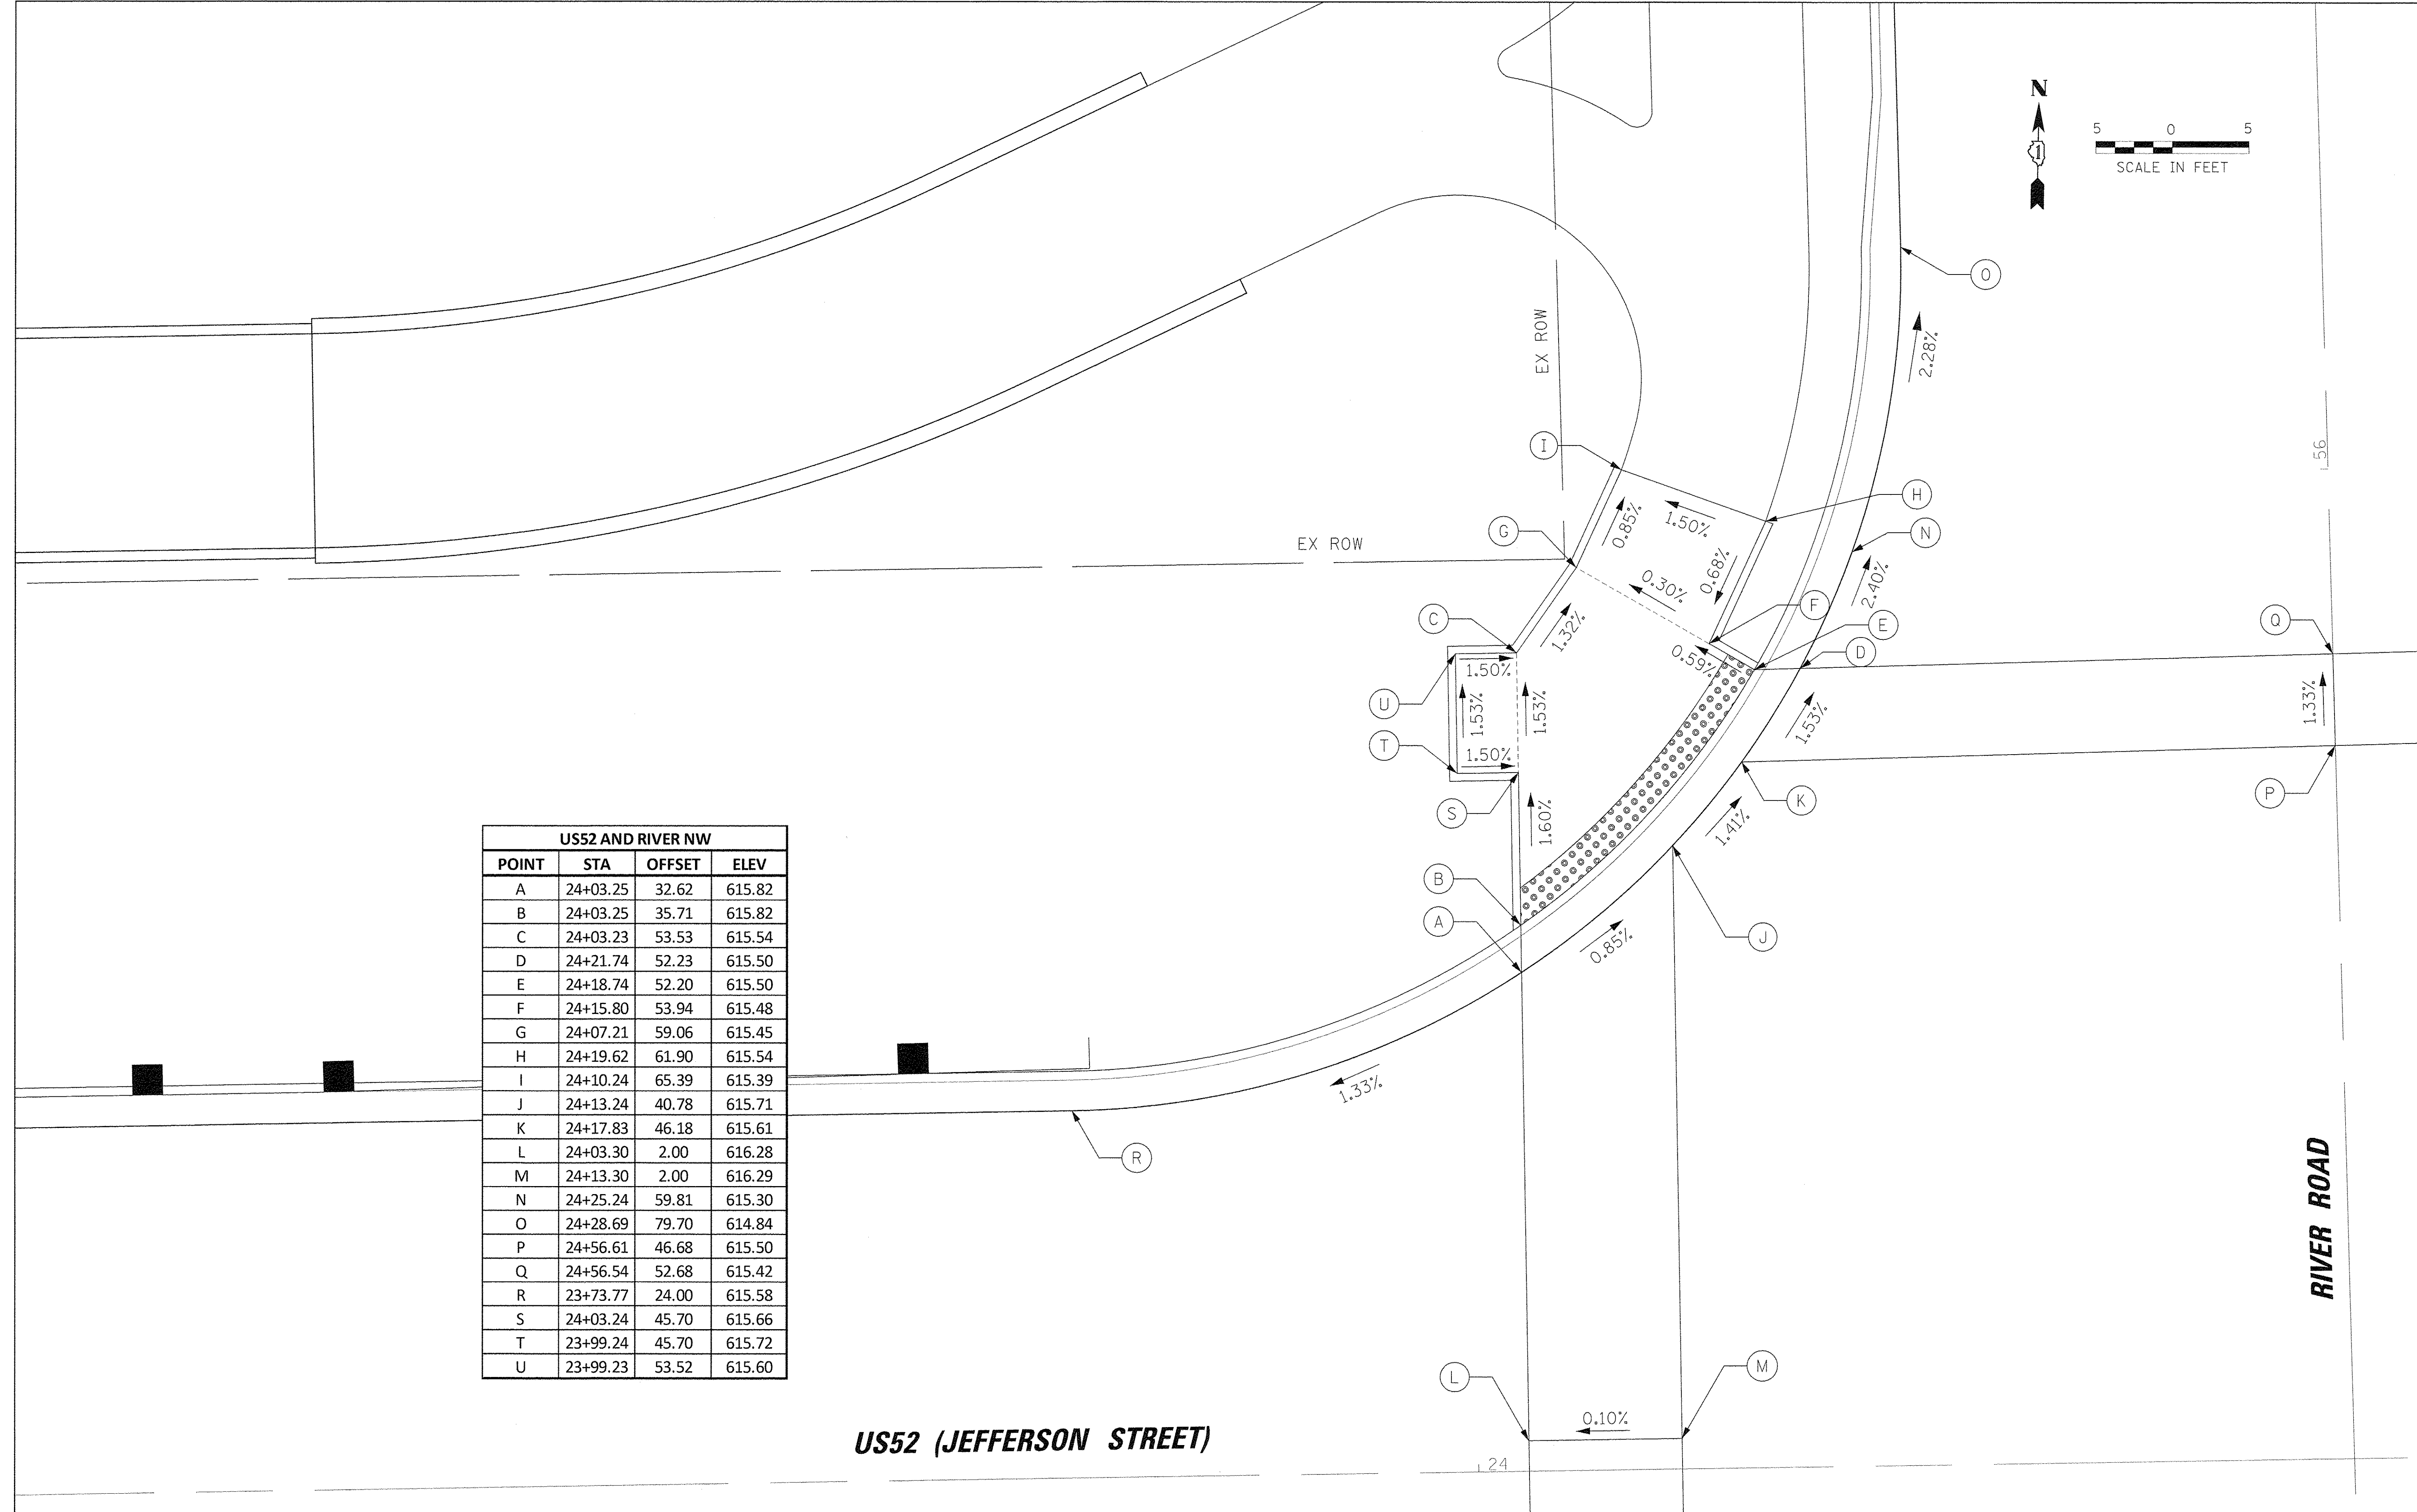 N
1
5 0 5
SCALE IN FEET
O
2.28%
EX ROW
56
I
H
0.85%
1.50%
G
N
EX ROW
0.68%
0.30%
2.40%
F
C
1.32%
E
Q
D
0.59%
1.50%
U
1.53%
1.53%
1.53%
1.33%
T
1.50%
P
K
S
1.60%
1.41%
B
A
J
0.85%
1.33%
R
US52 AND RIVER NW
POINT STA OFFSET ELEV
A 24+03.25 32.62 615.82
B 24+03.25 35.71 615.82
C 24+03.23 53.53 615.54
D 24+21.74 52.23 615.50
E 24+18.74 52.20 615.50
F 24+15.80 53.94 615.48
G 24+07.21 59.06 615.45
H 24+19.62 61.90 615.54
I 24+10.24 65.39 615.39
J 24+13.24 40.78 615.71
K 24+17.83 46.18 615.61
L 24+03.30 2.00 616.28
M 24+13.30 2.00 616.29
N 24+25.24 59.81 615.30
O 24+28.69 79.70 614.84
P 24+56.61 46.68 615.50
Q 24+56.54 52.68 615.42
R 23+73.77 24.00 615.58
S 24+03.24 45.70 615.66
T 23+99.24 45.70 615.72
U 23+99.23 53.52 615.60
RIVER ROAD
L
M
0.10%
US52 (JEFFERSON STREET)
24